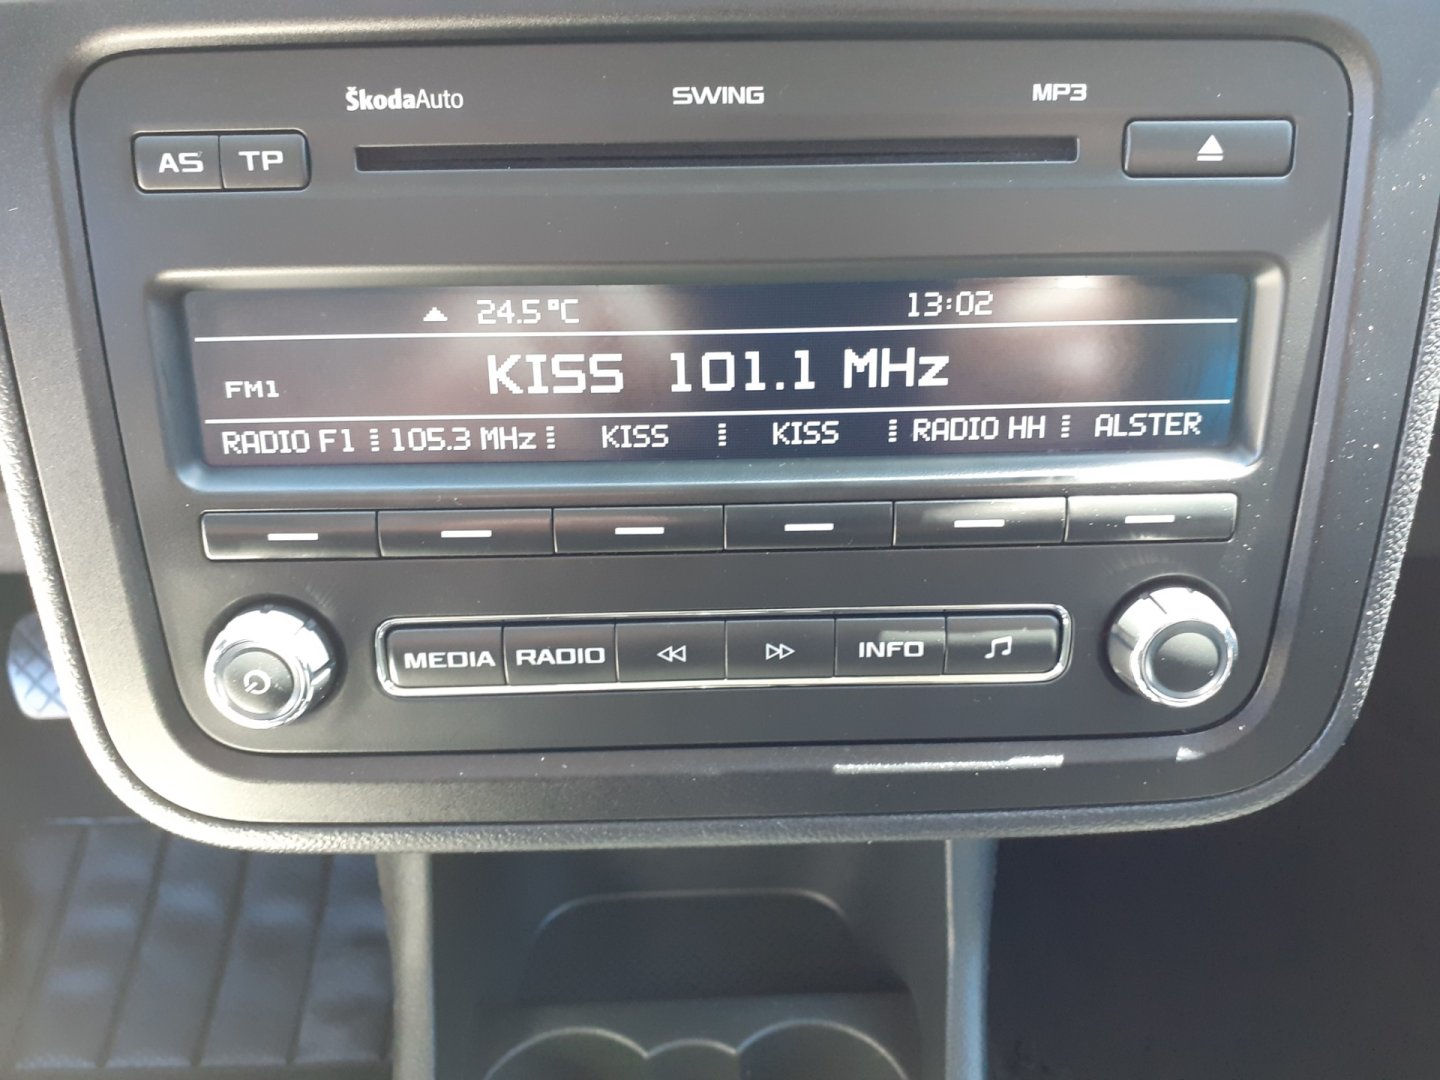 ŠkodaAuto SWING MP3
AS TP
24.5°C 13:02
FM1 KISS 101.1 MHz
RADIO F1 105.3 MHz KISS KISS RADIO HH ALSTER
MEDIA RADIO INFO